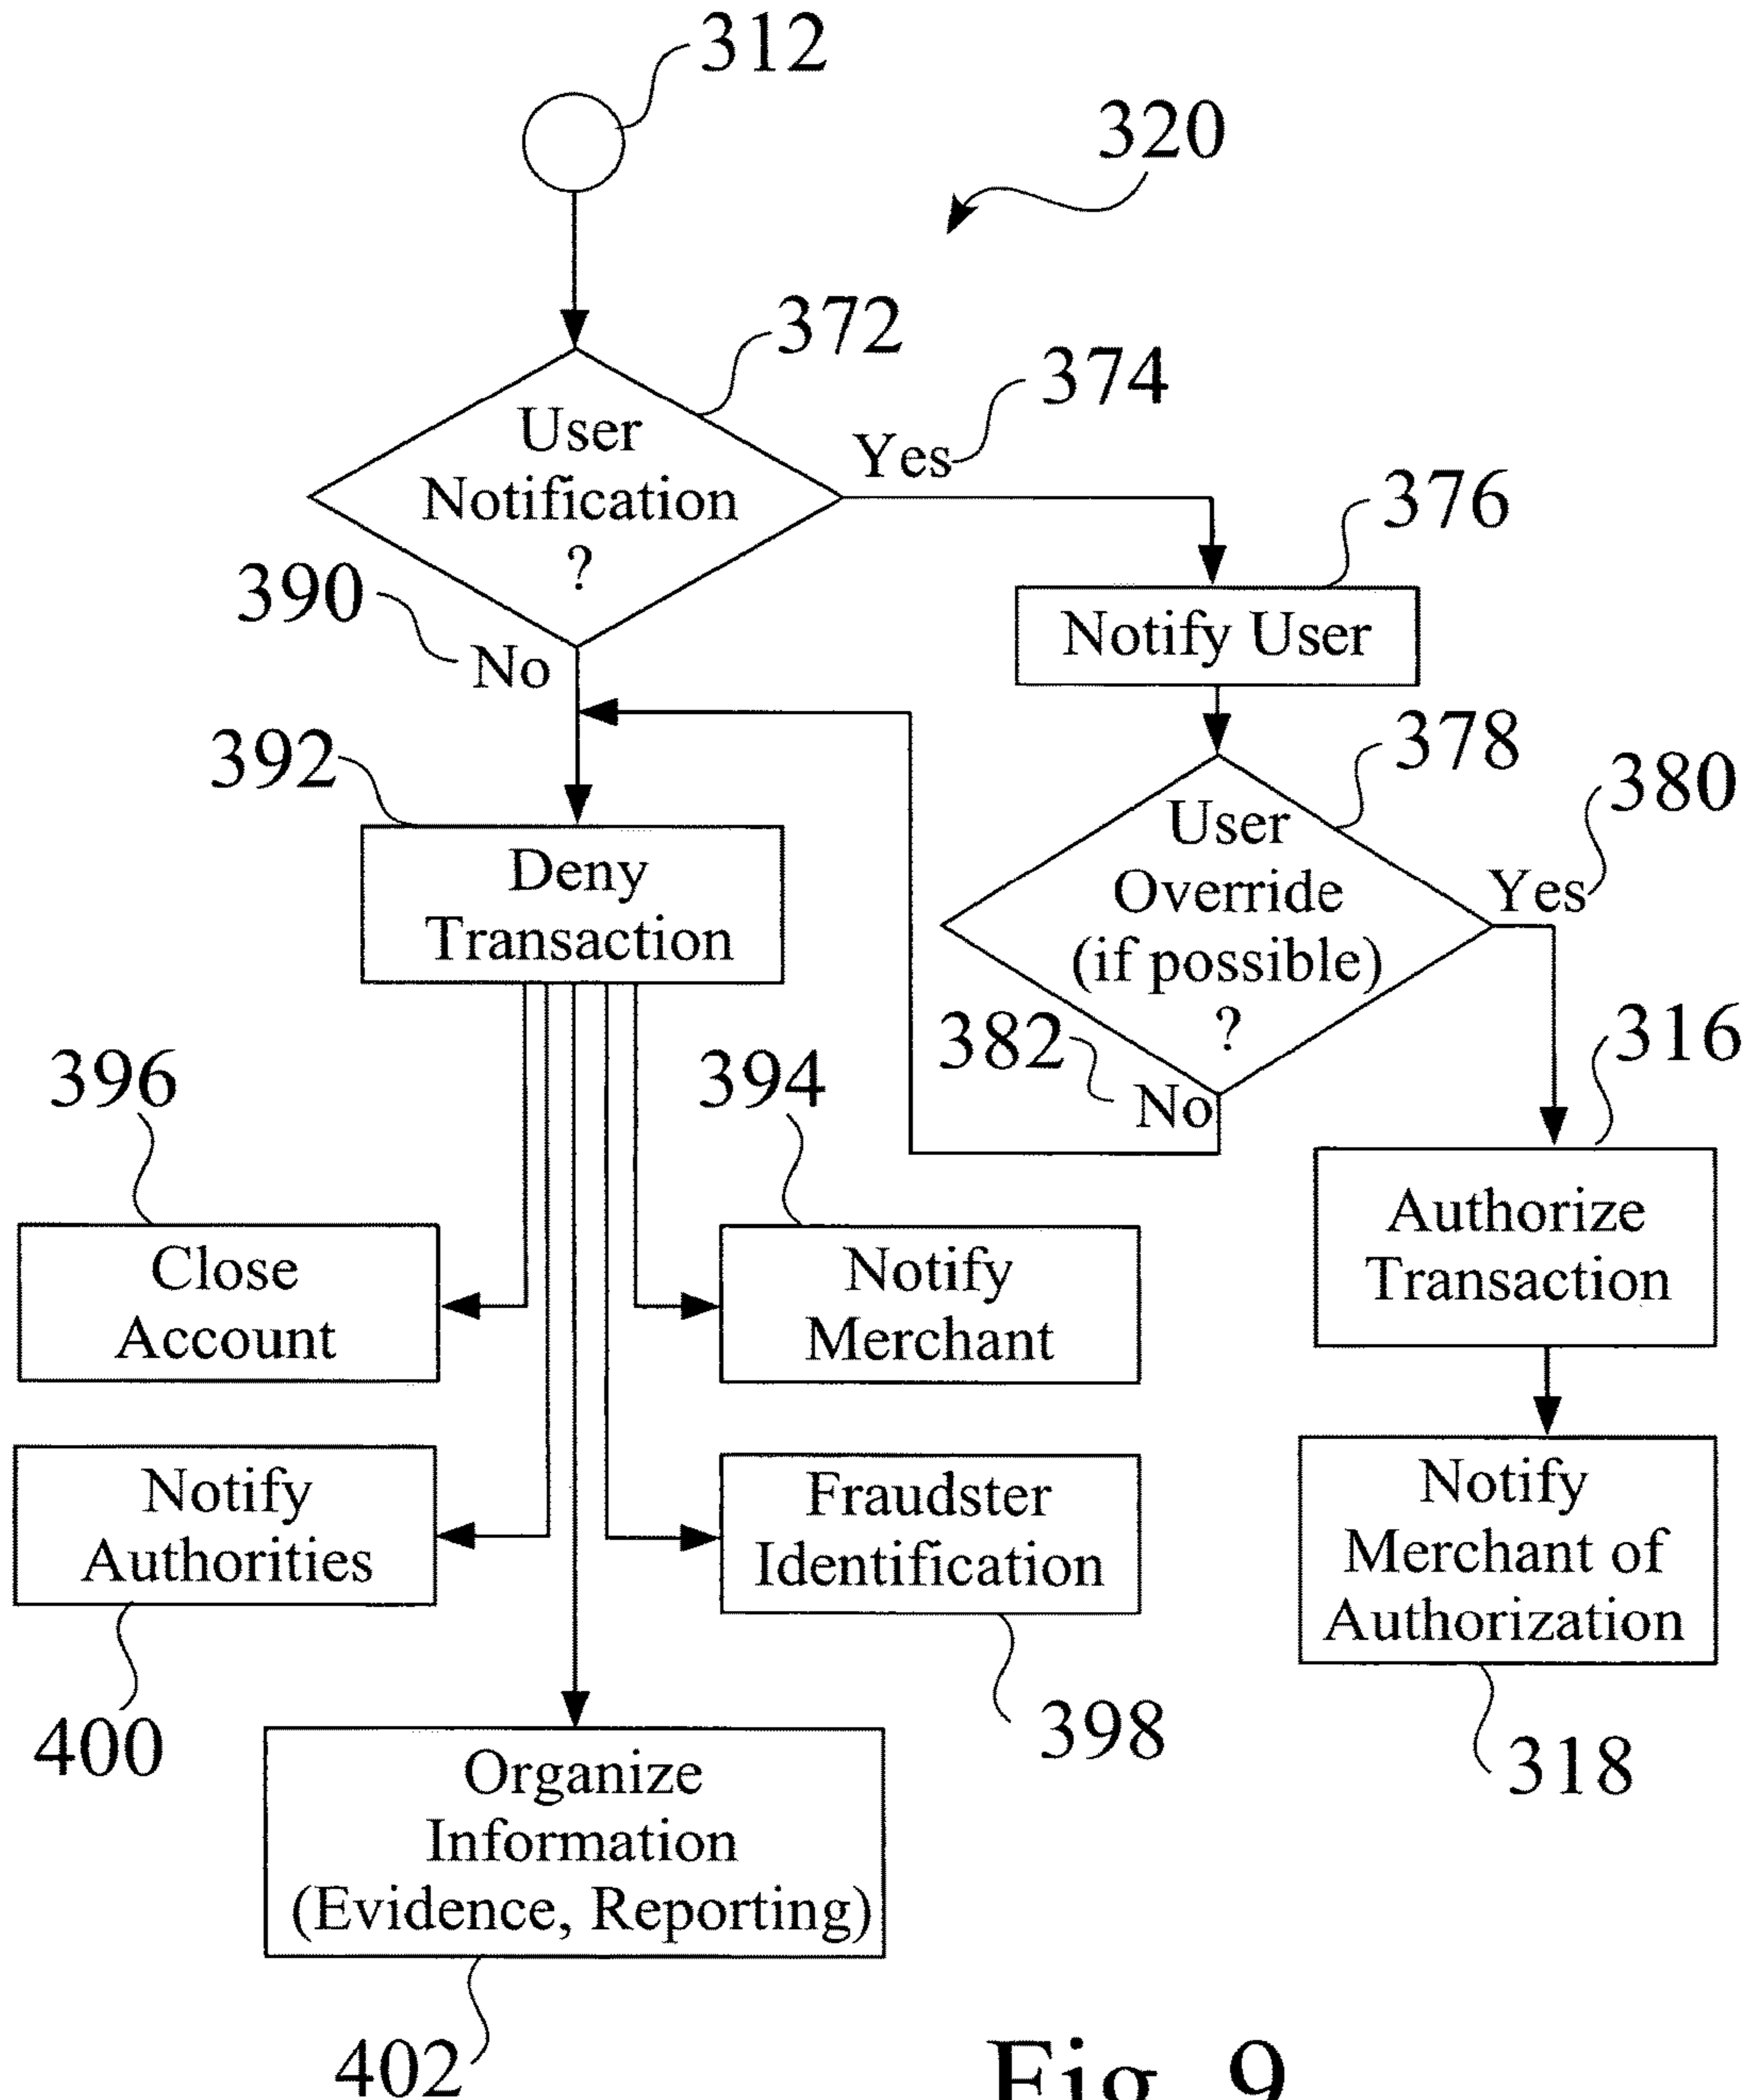 312
320
372
374
User
Notification
?
Yes
376
390
No
Notify User
392
378
380
Deny
Transaction
User
Override
(if possible)
?
Yes
382
No
316
396
394
Close
Account
Notify
Merchant
Authorize
Transaction
Notify
Authorities
Fraudster
Identification
Notify
Merchant of
Authorization
400
398
318
Organize
Information
(Evidence, Reporting)
402
Fig. 9